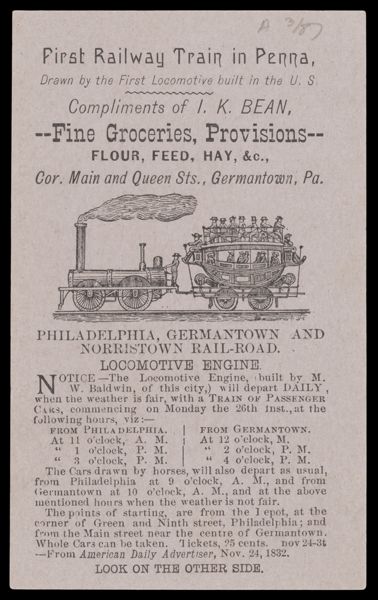 A 3/87
First Railway Train in Penna,
Drawn by the First Locomotive built in the U. S.
Compliments of I. K. BEAN,
--Fine Groceries, Provisions--
FLOUR, FEED, HAY, &c.,
Cor. Main and Queen Sts., Germantown, Pa.
PHILADELPHIA, GERMANTOWN AND
NORRISTOWN RAIL-ROAD.
LOCOMOTIVE ENGINE.
NOTICE—The Locomotive Engine, (built by M.
W. Baldwin, of this city,) will depart DAILY,
when the weather is fair, with a TRAIN OF PASSENGER
CARS, commencing on Monday the 26th inst., at the
following hours, viz:—
FROM PHILADELPHIA. | FROM GERMANTOWN.
At 11 o'clock, A. M. | At 12 o'clock, M.
“ 1 o'clock, P. M. | “ 2 o'clock, P. M.
“ 3 o'clock, P. M. | “ 4 o'clock, P. M.
The Cars drawn by horses, will also depart as usual,
from Philadelphia at 9 o'clock, A. M., and from
Germantown at 10 o'clock, A. M., and at the above
mentioned hours when the weather is not fair.
The points of starting, are from the Depot, at the
corner of Green and Ninth street, Philadelphia; and
from the Main street near the centre of Germantown.
Whole Cars can be taken. Tickets, 25 cents. nov 24-3t
—From American Daily Advertiser, Nov. 24, 1832.
LOOK ON THE OTHER SIDE.